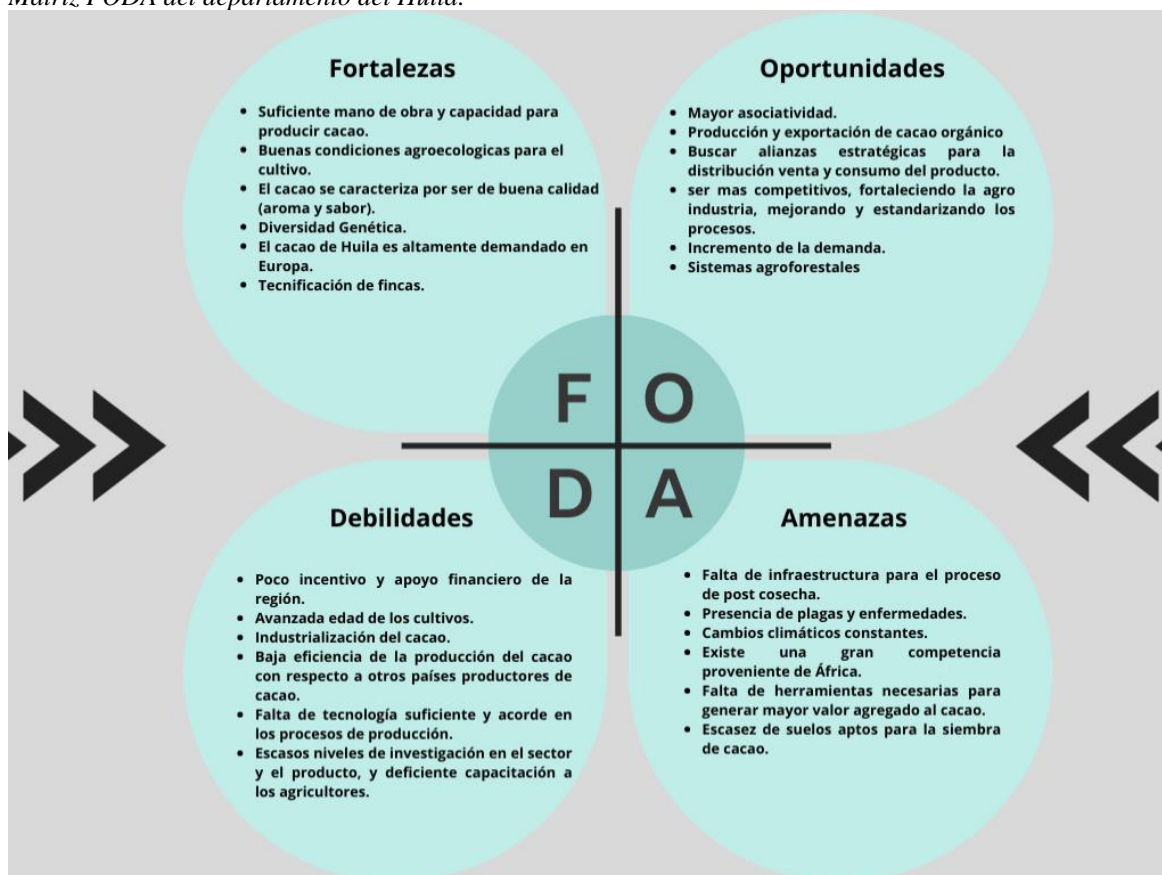 Matriz FODA del departamento del Huila.
Fortalezas
• Suficiente mano de obra y capacidad para
producir cacao.
• Buenas condiciones agroecologicas para el
cultivo.
• El cacao se caracteriza por ser de buena calidad
(aroma y sabor).
• Diversidad Genética.
• El cacao de Huila es altamente demandado en
Europa.
• Tecnificación de fincas.
Oportunidades
• Mayor asociatividad.
• Producción y exportación de cacao orgánico
• Buscar alianzas estratégicas para la
distribución venta y consumo del producto.
• ser mas competitivos, fortaleciendo la agro
industria, mejorando y estandarizando los
procesos.
• Incremento de la demanda.
• Sistemas agroforestales
F O
D A
Debilidades
• Poco incentivo y apoyo financiero de la
región.
• Avanzada edad de los cultivos.
• Industrialización del cacao.
• Baja eficiencia de la producción del cacao
con respecto a otros países productores de
cacao.
• Falta de tecnología suficiente y acorde en
los procesos de producción.
• Escasos niveles de investigación en el sector
y el producto, y deficiente capacitación a
los agricultores.
Amenazas
• Falta de infraestructura para el proceso
de post cosecha.
• Presencia de plagas y enfermedades.
• Cambios climáticos constantes.
• Existe una gran competencia
proveniente de África.
• Falta de herramientas necesarias para
generar mayor valor agregado al cacao.
• Escasez de suelos aptos para la siembra
de cacao.